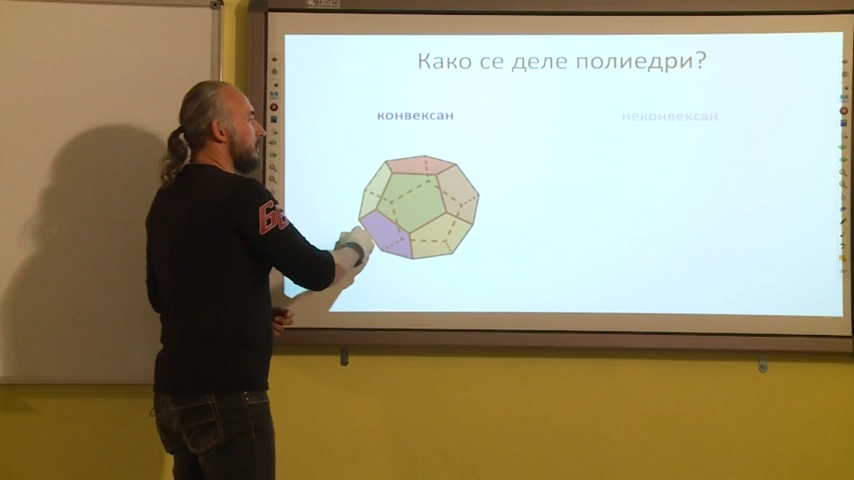 Како се деле полиедри?
конвексан
неконвексан